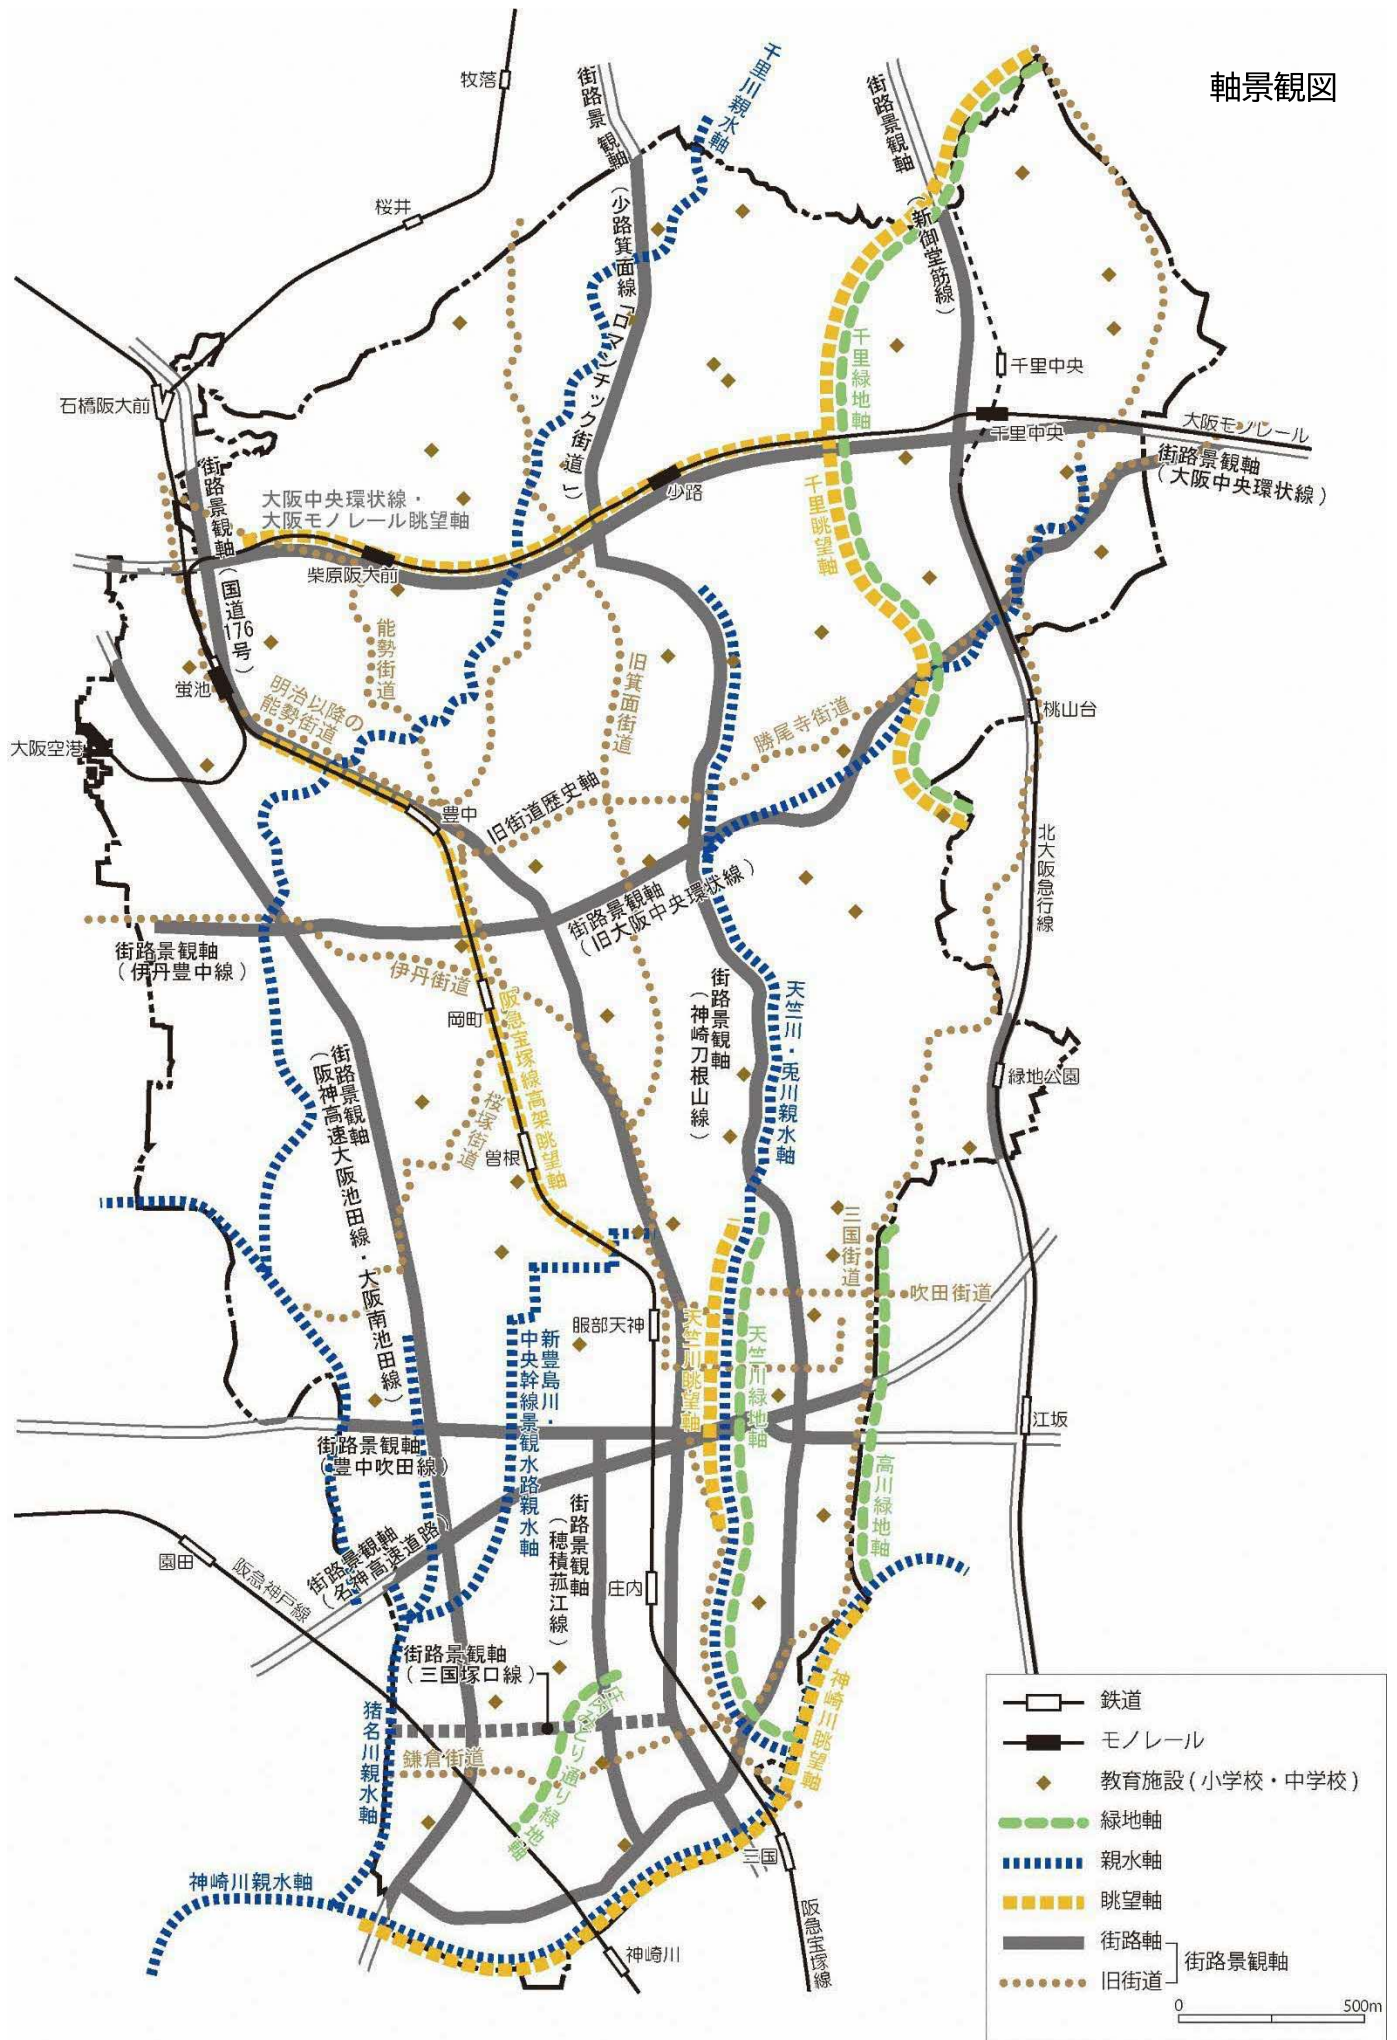 軸景観図
牧落
桜井
石橋阪大前
街路景観軸
(少路箕面線「ロマンチック街道」)
千里川親水軸
街路景観軸
(新御堂筋線)
千里緑地軸
千里眺望軸
千里中央
千里中央
大阪モノレール
街路景観軸
(大阪中央環状線)
街路景観軸
(国道176号)
大阪中央環状線・
大阪モノレール眺望軸
少路
柴原阪大前
能勢街道
蛍池
明治以降の
能勢街道
旧箕面街道
勝尾寺街道
桃山台
大阪空港
豊中
旧街道歴史軸
北大阪急行線
街路景観軸
(旧大阪中央環状線)
街路景観軸
(伊丹豊中線)
伊丹街道
岡町
阪急宝塚線高架眺望軸
街路景観軸
(神崎刀根山線)
天竺川・兎川親水軸
緑地公園
街路景観軸
(阪神高速大阪池田線・大阪南池田線)
桜塚街道
曽根
三国街道
吹田街道
服部天神
天竺川眺望軸
天竺川緑地軸
新豊島川・
中央幹線景観水路親水軸
江坂
街路景観軸
(豊中吹田線)
高川緑地軸
街路景観軸
(穂積菰江線)
園田
阪急神戸線
街路景観軸
(名神高速道路)
庄内
街路景観軸
(三国塚口線)
猪名川親水軸
鎌倉街道
庄内みどり通り緑地軸
神崎川眺望軸
神崎川親水軸
三国
神崎川
阪急宝塚線
鉄道
モノレール
教育施設(小学校・中学校)
緑地軸
親水軸
眺望軸
街路軸
旧街道
街路景観軸
0 500m